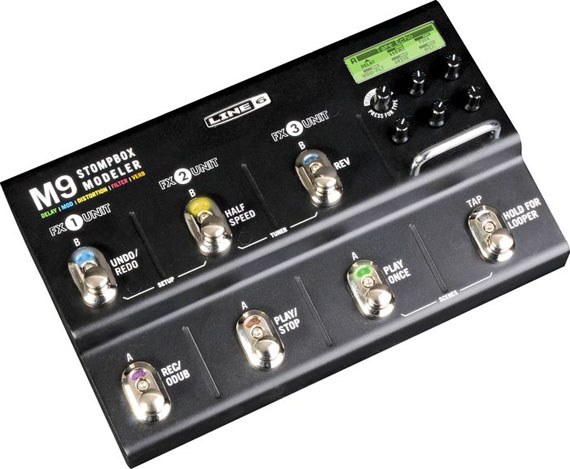 LINE 6
A Tape Echo
M9 STOMPBOX
MODELER
DELAY | MOD | DISTORTION | FILTER | VERB
PRESS FOR TYPE
FX 3 UNIT
B
REV
FX 2 UNIT
B
HALF
SPEED
FX 1 UNIT
B
UNDO/
REDO
SETUP
TUNER
TAP
HOLD FOR
LOOPER
A
PLAY
ONCE
SCENES
A
PLAY/
STOP
A
REC/
ODUB